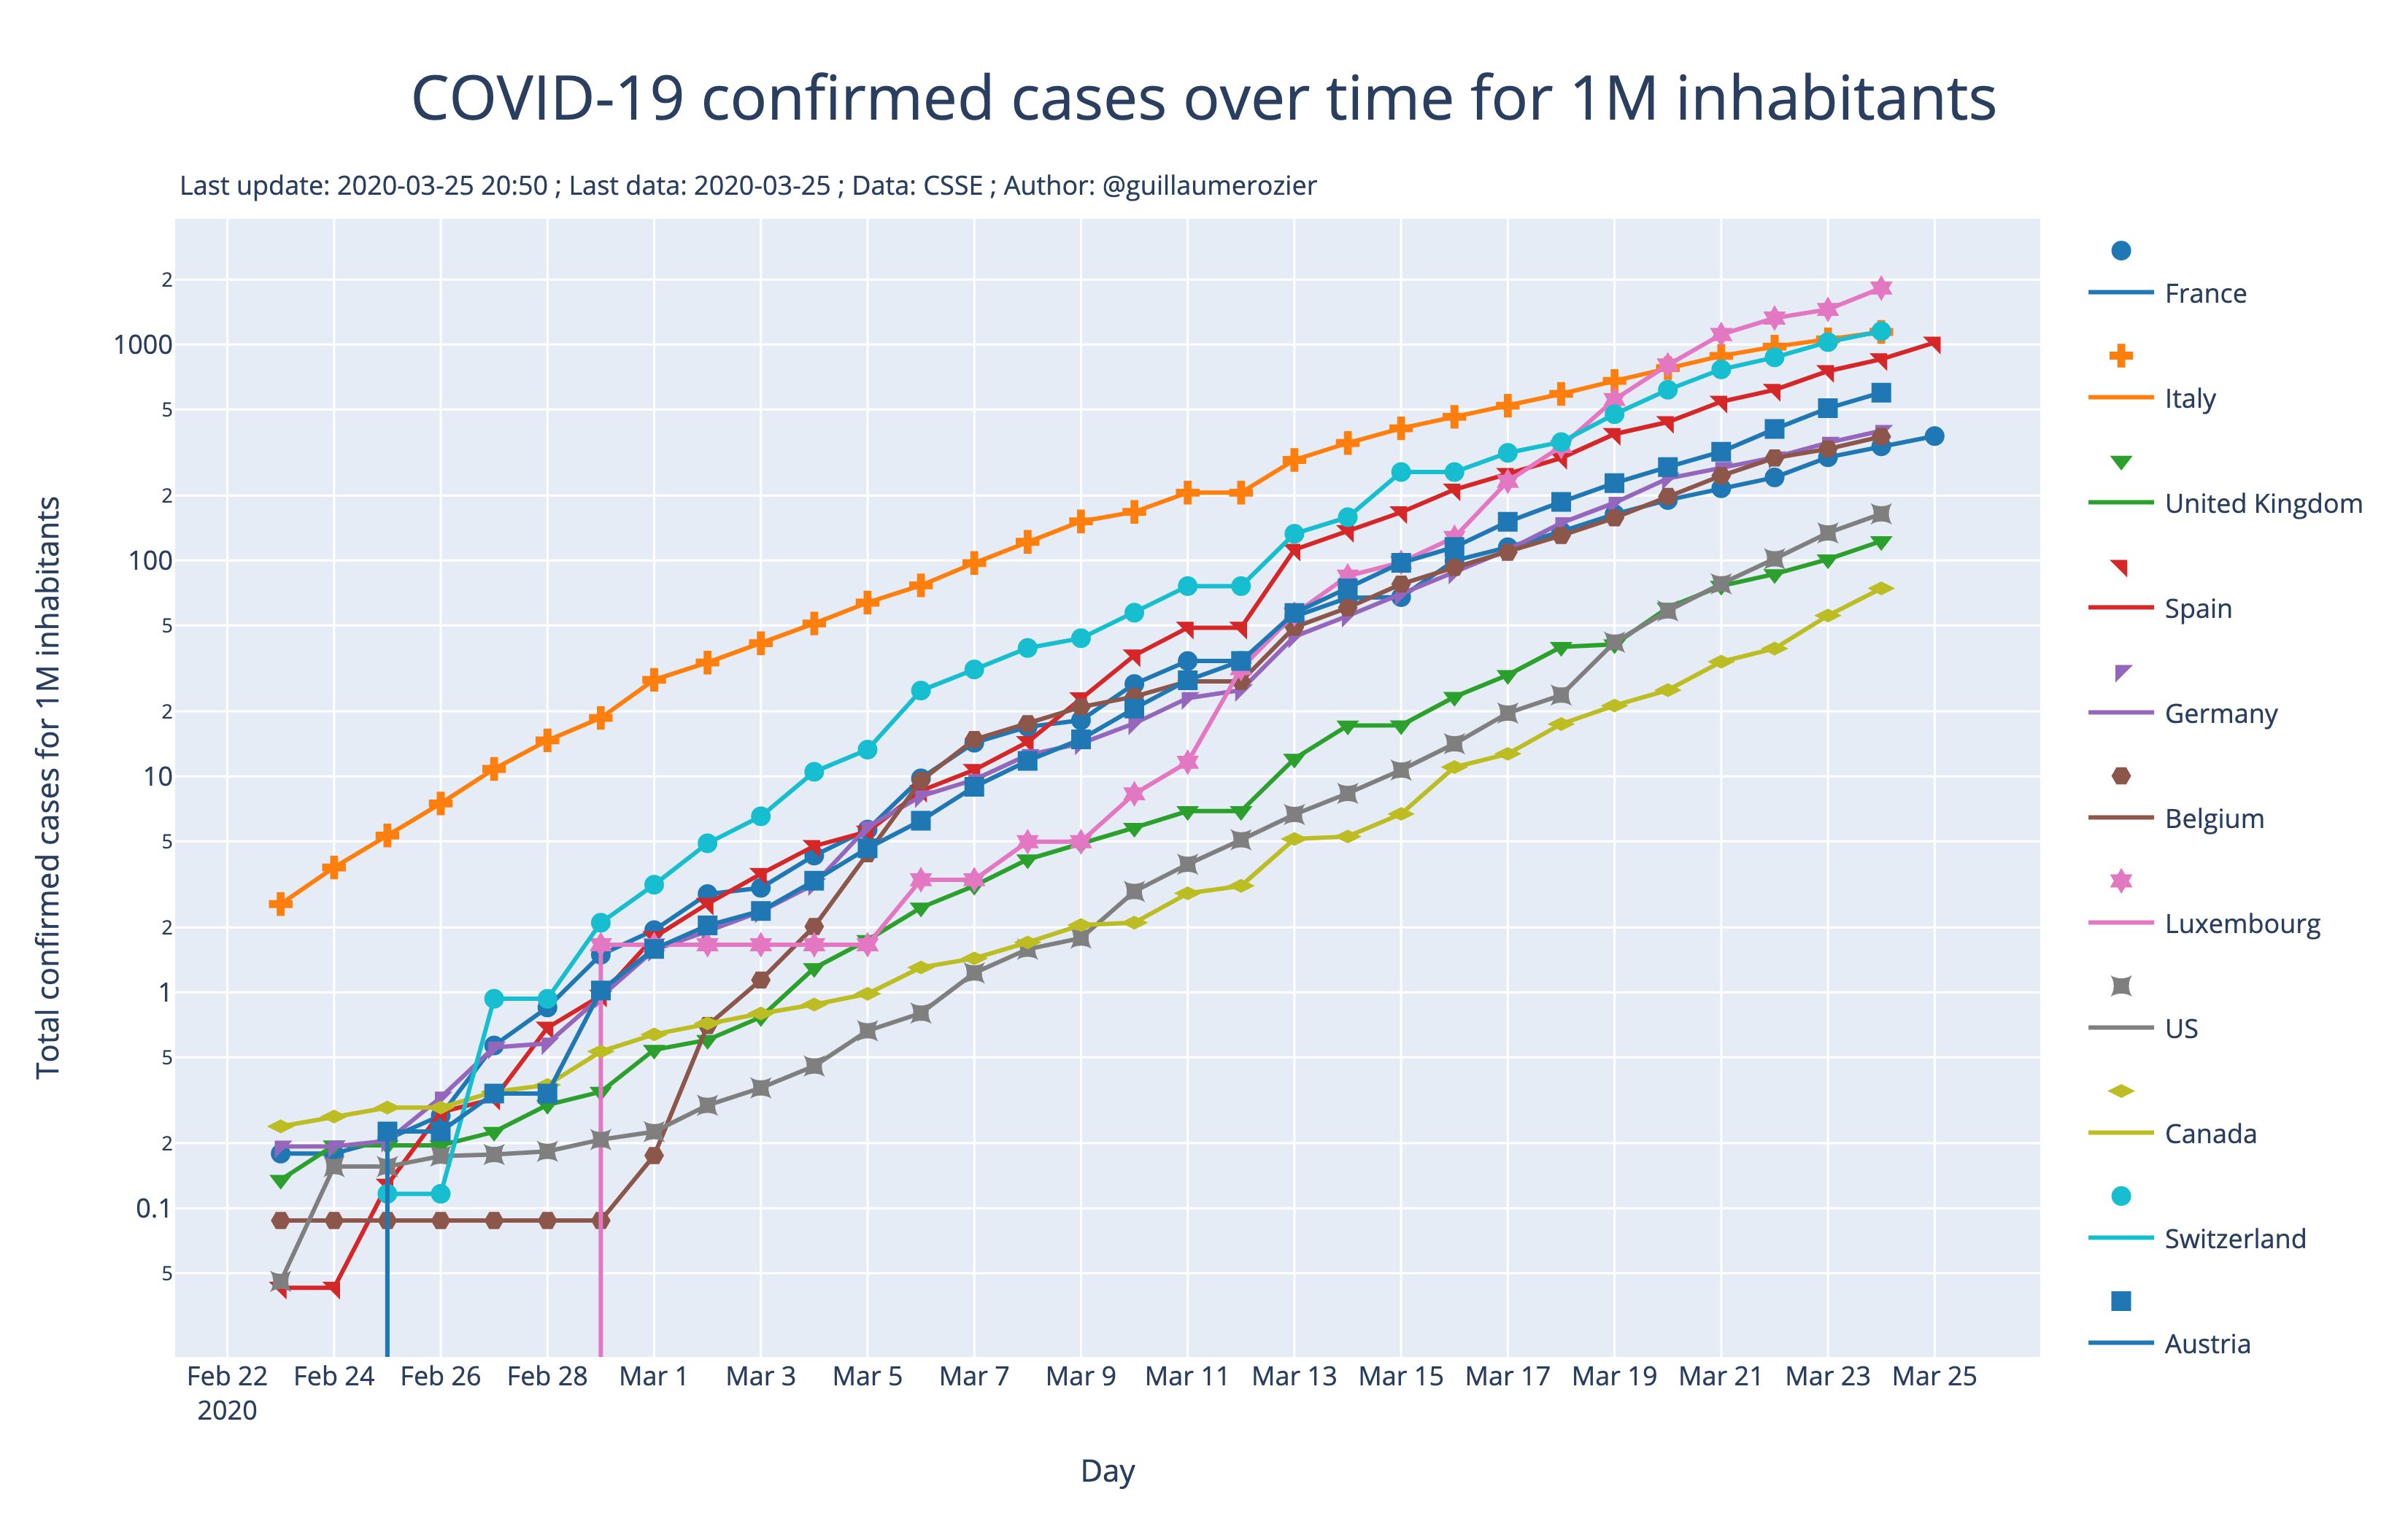 COVID-19 confirmed cases over time for 1M inhabitants
Last update: 2020-03-25 20:50 ; Last data: 2020-03-25 ; Data: CSSE ; Author: @guillaumerozier
Total confirmed cases for 1M inhabitants
2
1000
5
2
100
5
2
10
5
2
1
5
2
0.1
5
Feb 22
2020
Feb 24
Feb 26
Feb 28
Mar 1
Mar 3
Mar 5
Mar 7
Mar 9
Mar 11
Mar 13
Mar 15
Mar 17
Mar 19
Mar 21
Mar 23
Mar 25
Day
France
Italy
United Kingdom
Spain
Germany
Belgium
Luxembourg
US
Canada
Switzerland
Austria